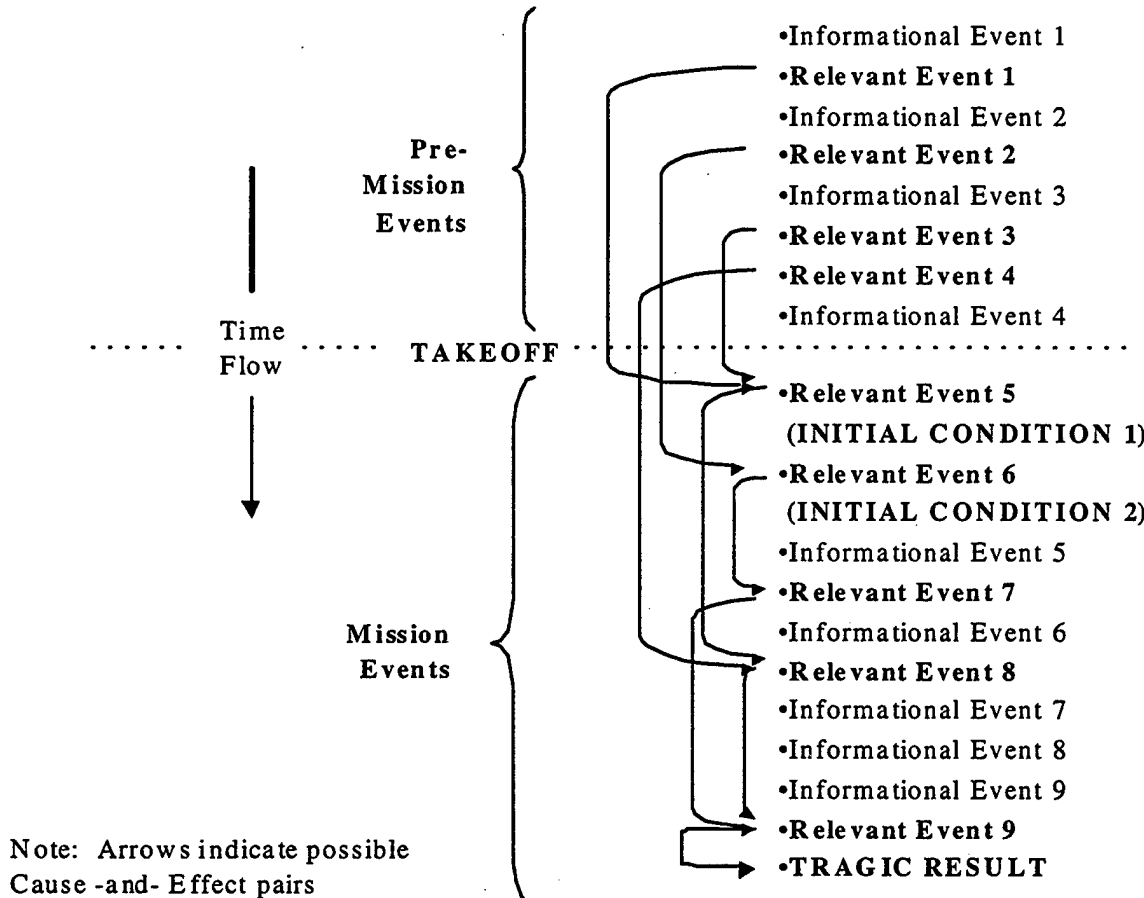 •Informational Event 1
•Relevant Event 1
•Informational Event 2
•Relevant Event 2
•Informational Event 3
•Relevant Event 3
•Relevant Event 4
•Informational Event 4
Pre-
Mission
Events
Time
Flow
TAKEOFF
•Relevant Event 5
(INITIAL CONDITION 1)
•Relevant Event 6
(INITIAL CONDITION 2)
•Informational Event 5
•Relevant Event 7
•Informational Event 6
•Relevant Event 8
•Informational Event 7
•Informational Event 8
•Informational Event 9
•Relevant Event 9
•TRAGIC RESULT
Mission
Events
Note: Arrows indicate possible
Cause -and- Effect pairs